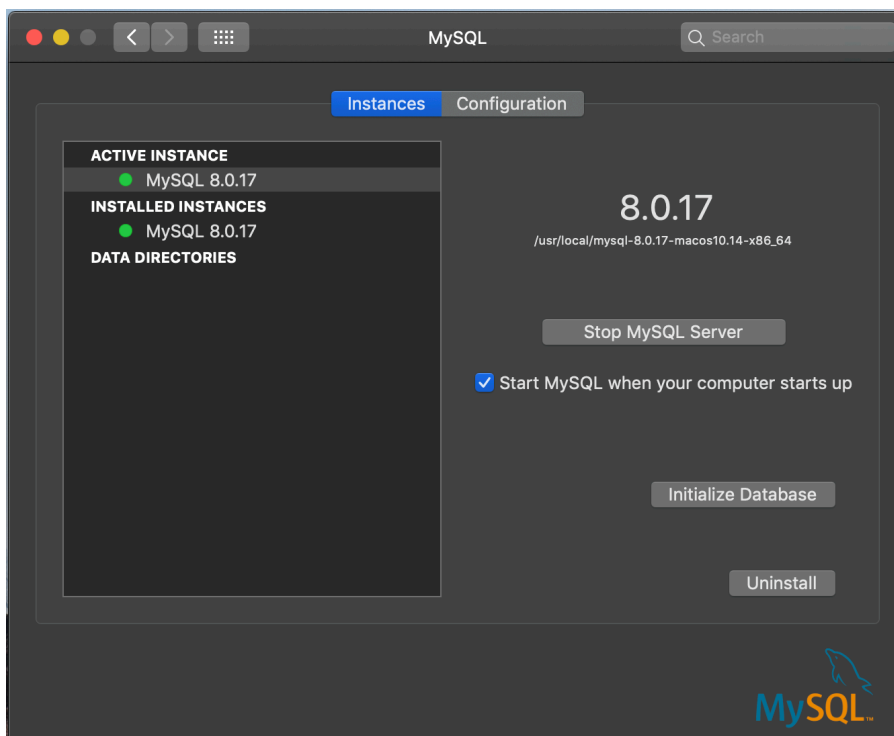 MySQL
Search
Instances
Configuration
ACTIVE INSTANCE
MySQL 8.0.17
INSTALLED INSTANCES
MySQL 8.0.17
DATA DIRECTORIES
8.0.17
/usr/local/mysql-8.0.17-macos10.14-x86_64
Stop MySQL Server
Start MySQL when your computer starts up
Initialize Database
Uninstall
MySQL™